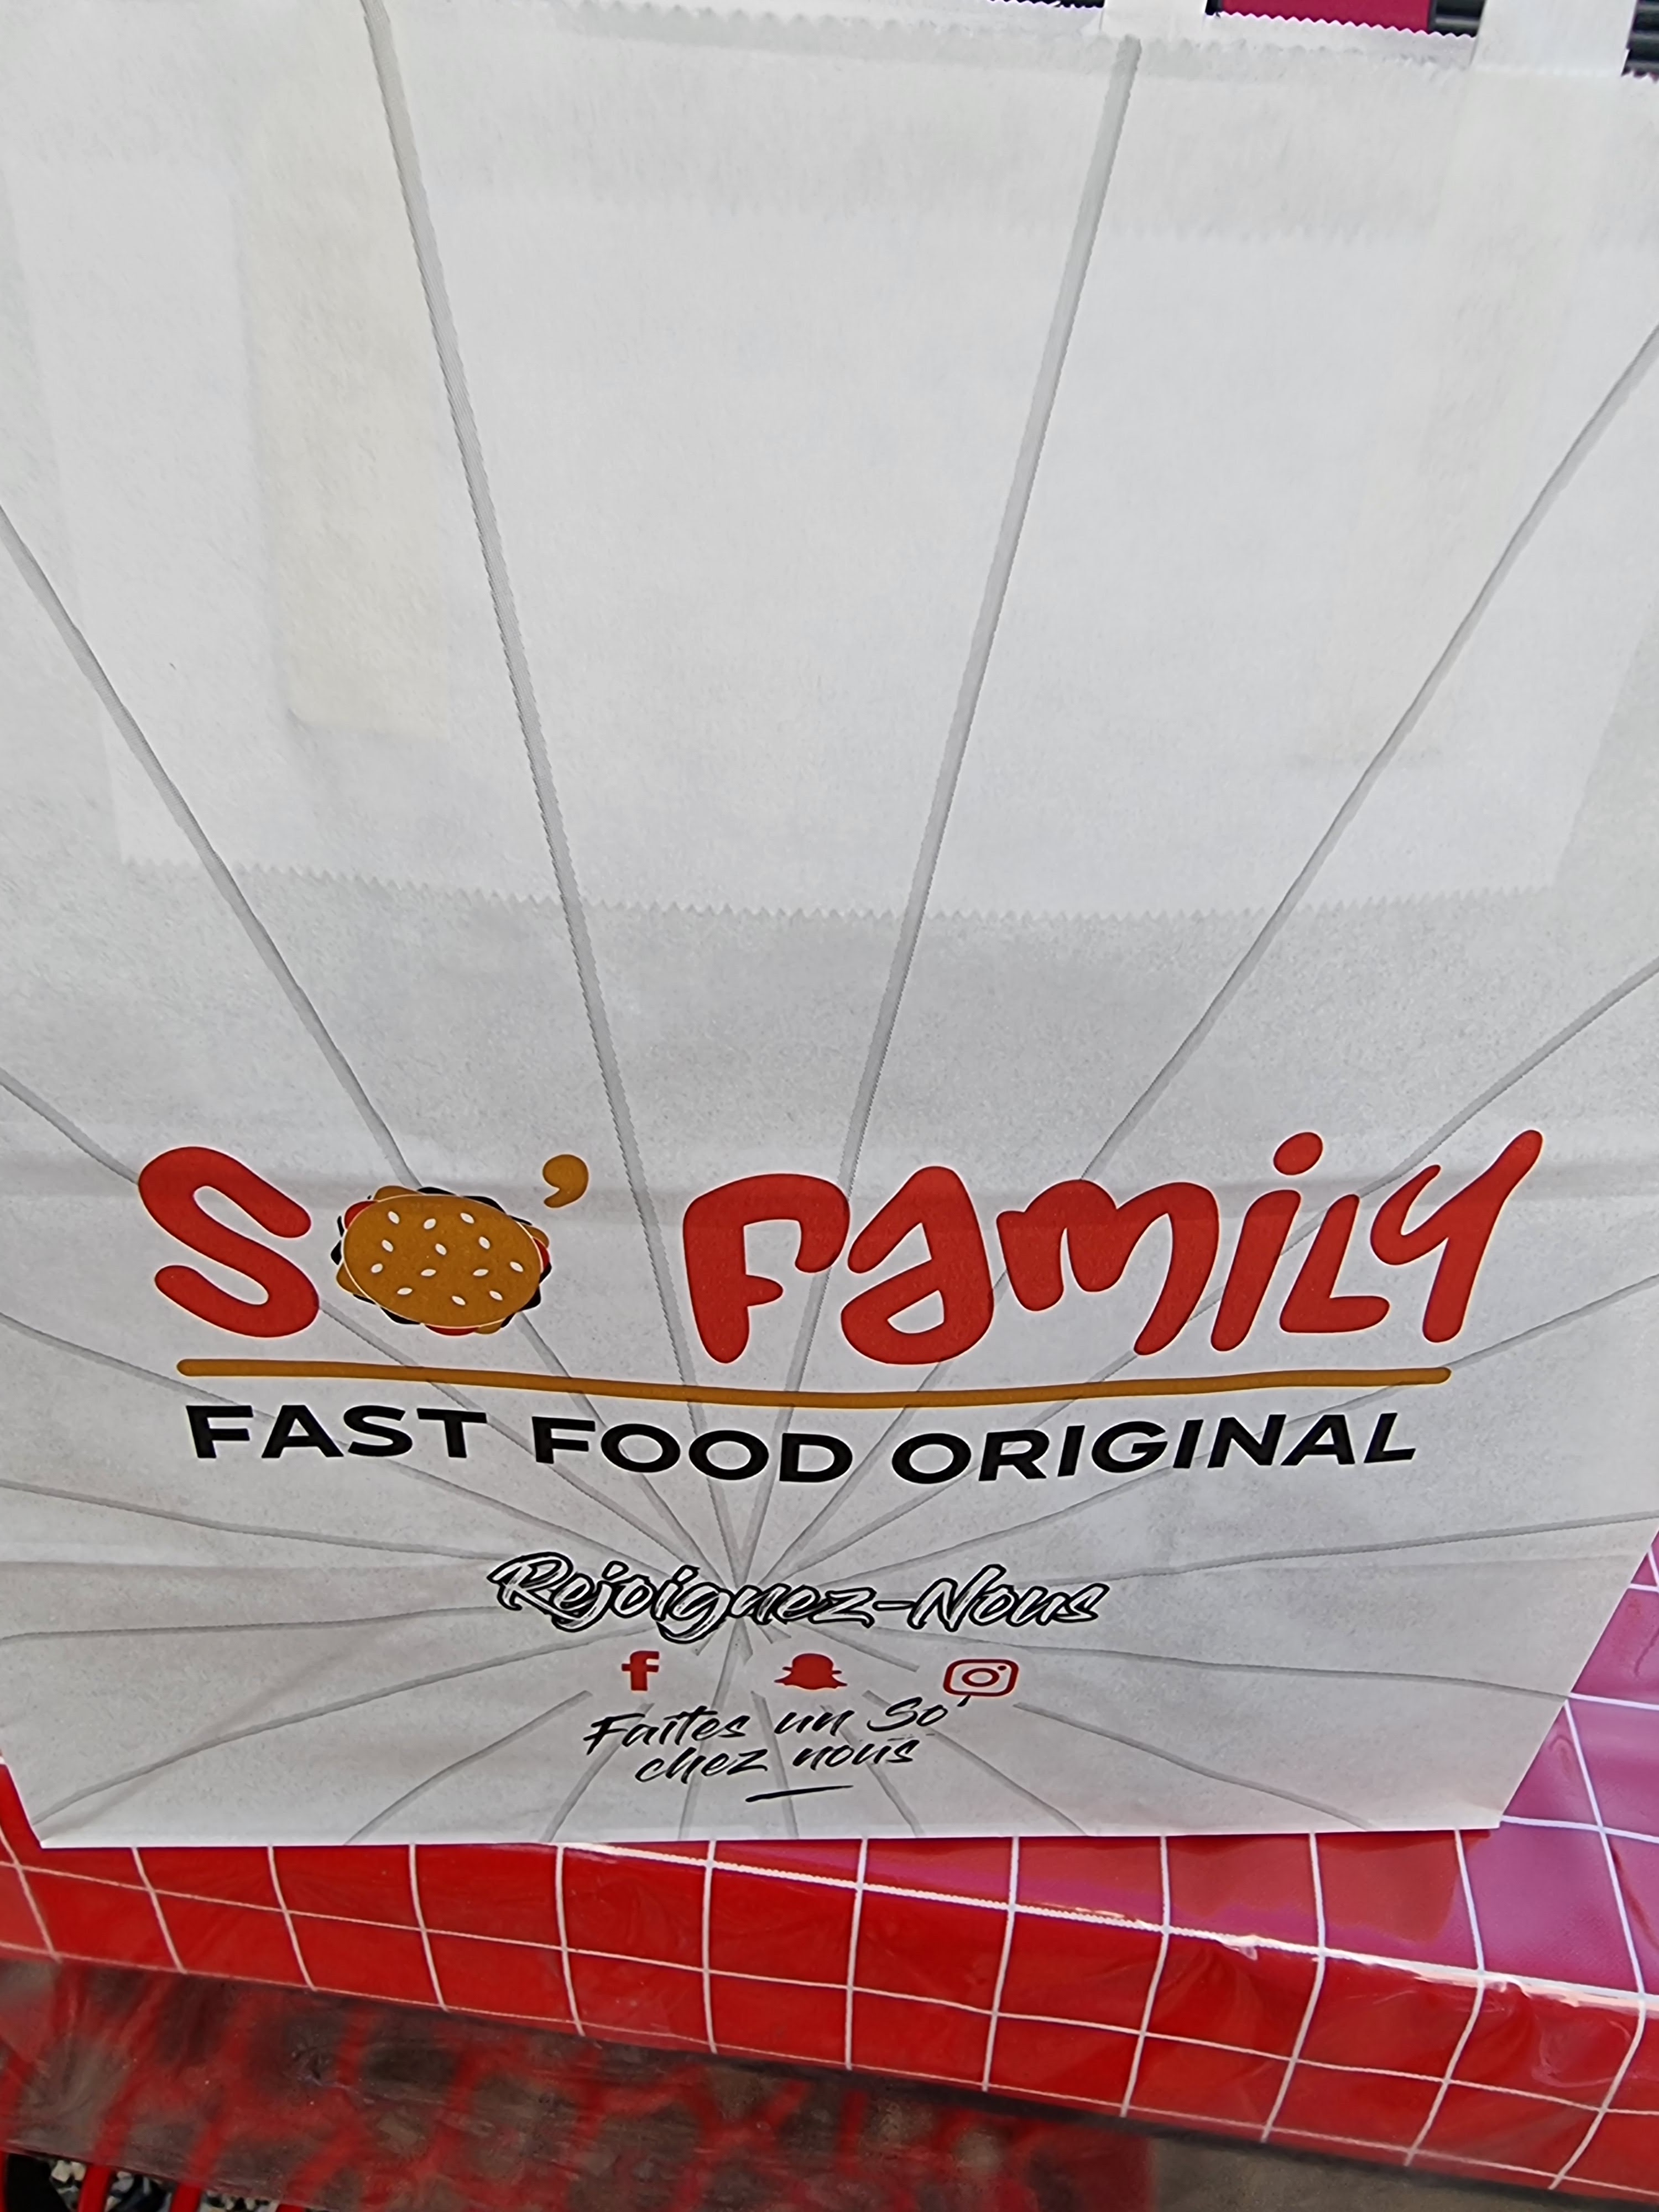 So' Family
FAST FOOD ORIGINAL
Rejoignez-Nous
Faites un So'
chez nous